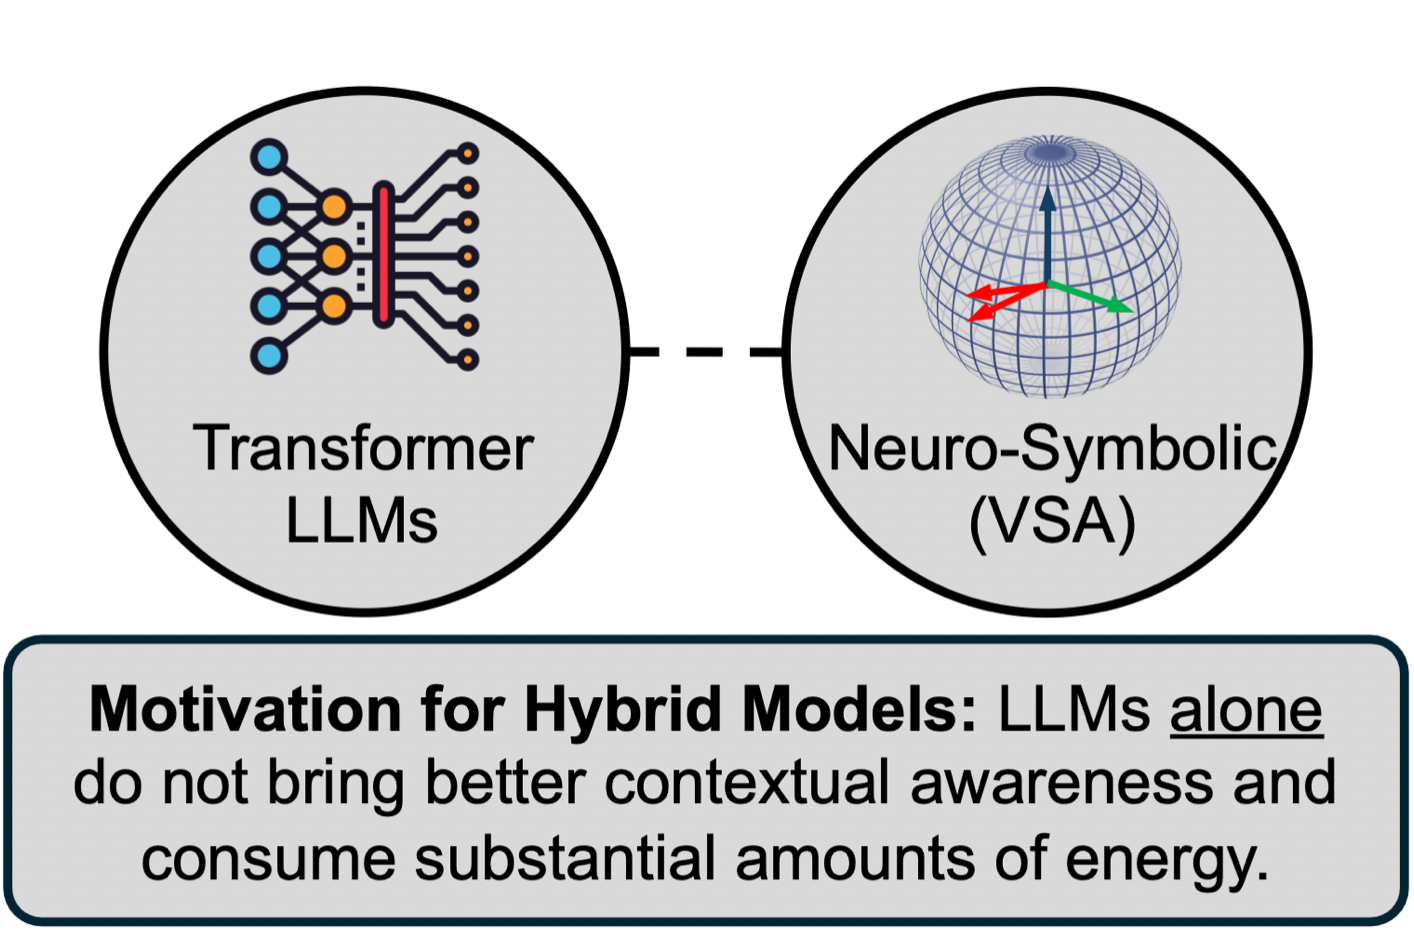 Transformer
LLMs
Neuro-Symbolic
(VSA)
Motivation for Hybrid Models: LLMs alone
do not bring better contextual awareness and
consume substantial amounts of energy.